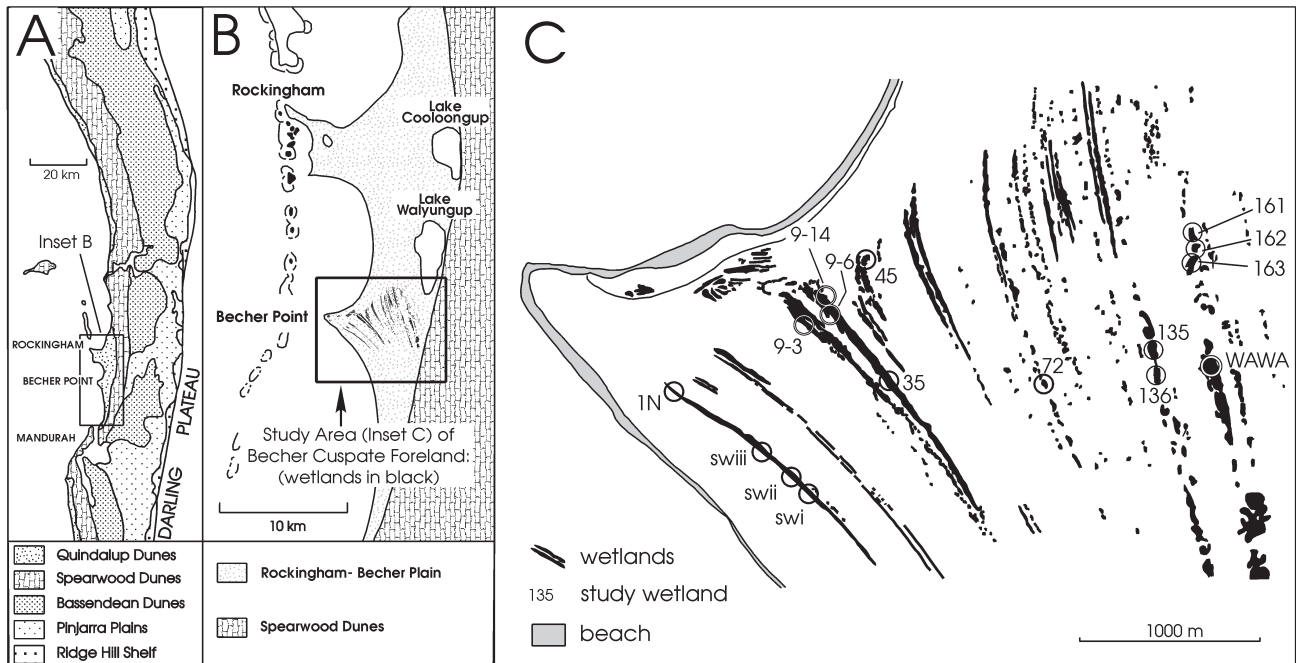 A
20 km
Inset B
ROCKINGHAM
BECHER POINT
MANDURAH
DARLING PLATEAU
Quindalup Dunes
Spearwood Dunes
Bassendean Dunes
Pinjarra Plains
Ridge Hill Shelf
B
Rockingham
Lake
Cooloongup
Lake
Walyungup
Becher Point
Study Area (Inset C) of
Becher Cuspate Foreland:
(wetlands in black)
10 km
Rockingham- Becher Plain
Spearwood Dunes
C
161
162
163
9-14
9-6
45
9-3
35
72
135
136
WAWA
1N
swiii
swii
swi
wetlands
135 study wetland
beach
1000 m